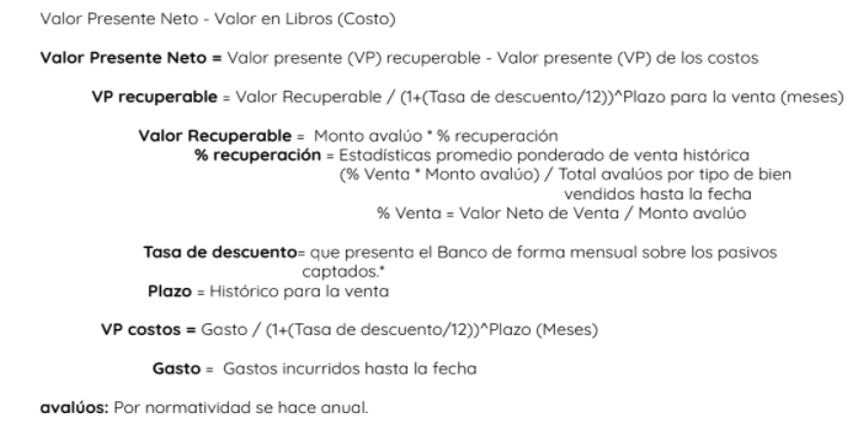 Valor Presente Neto - Valor en Libros (Costo)
Valor Presente Neto = Valor presente (VP) recuperable - Valor presente (VP) de los costos
VP recuperable = Valor Recuperable / (1+(Tasa de descuento/12))^Plazo para la venta (meses)
Valor Recuperable = Monto avalúo * % recuperación
% recuperación = Estadísticas promedio ponderado de venta histórica
(% Venta * Monto avalúo) / Total avalúos por tipo de bien
vendidos hasta la fecha
% Venta = Valor Neto de Venta / Monto avalúo
Tasa de descuento= que presenta el Banco de forma mensual sobre los pasivos
captados.*
Plazo = Histórico para la venta
VP costos = Gasto / (1+(Tasa de descuento/12))^Plazo (Meses)
Gasto = Gastos incurridos hasta la fecha
avalúos: Por normatividad se hace anual.